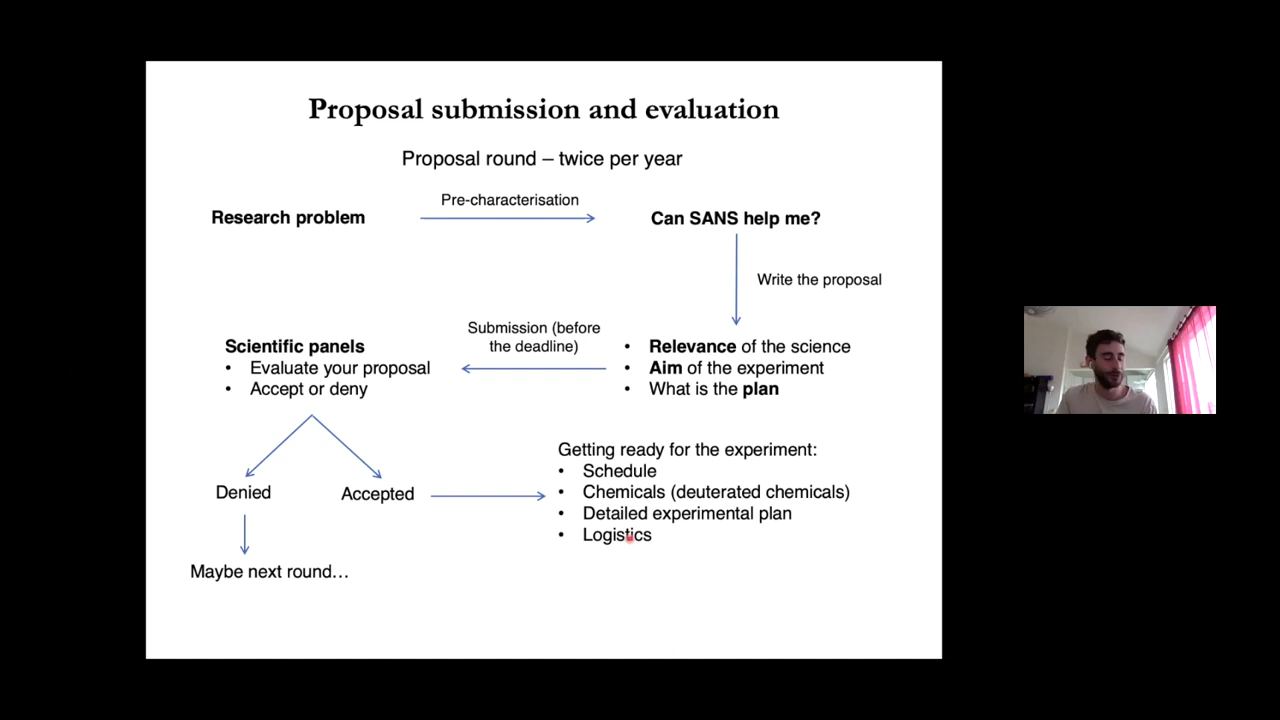 Proposal submission and evaluation
Proposal round – twice per year
Research problem
Pre-characterisation
Can SANS help me?
Write the proposal
• Relevance of the science
• Aim of the experiment
• What is the plan
Submission (before
the deadline)
Scientific panels
• Evaluate your proposal
• Accept or deny
Denied
Accepted
Maybe next round…
Getting ready for the experiment:
• Schedule
• Chemicals (deuterated chemicals)
• Detailed experimental plan
• Logistics